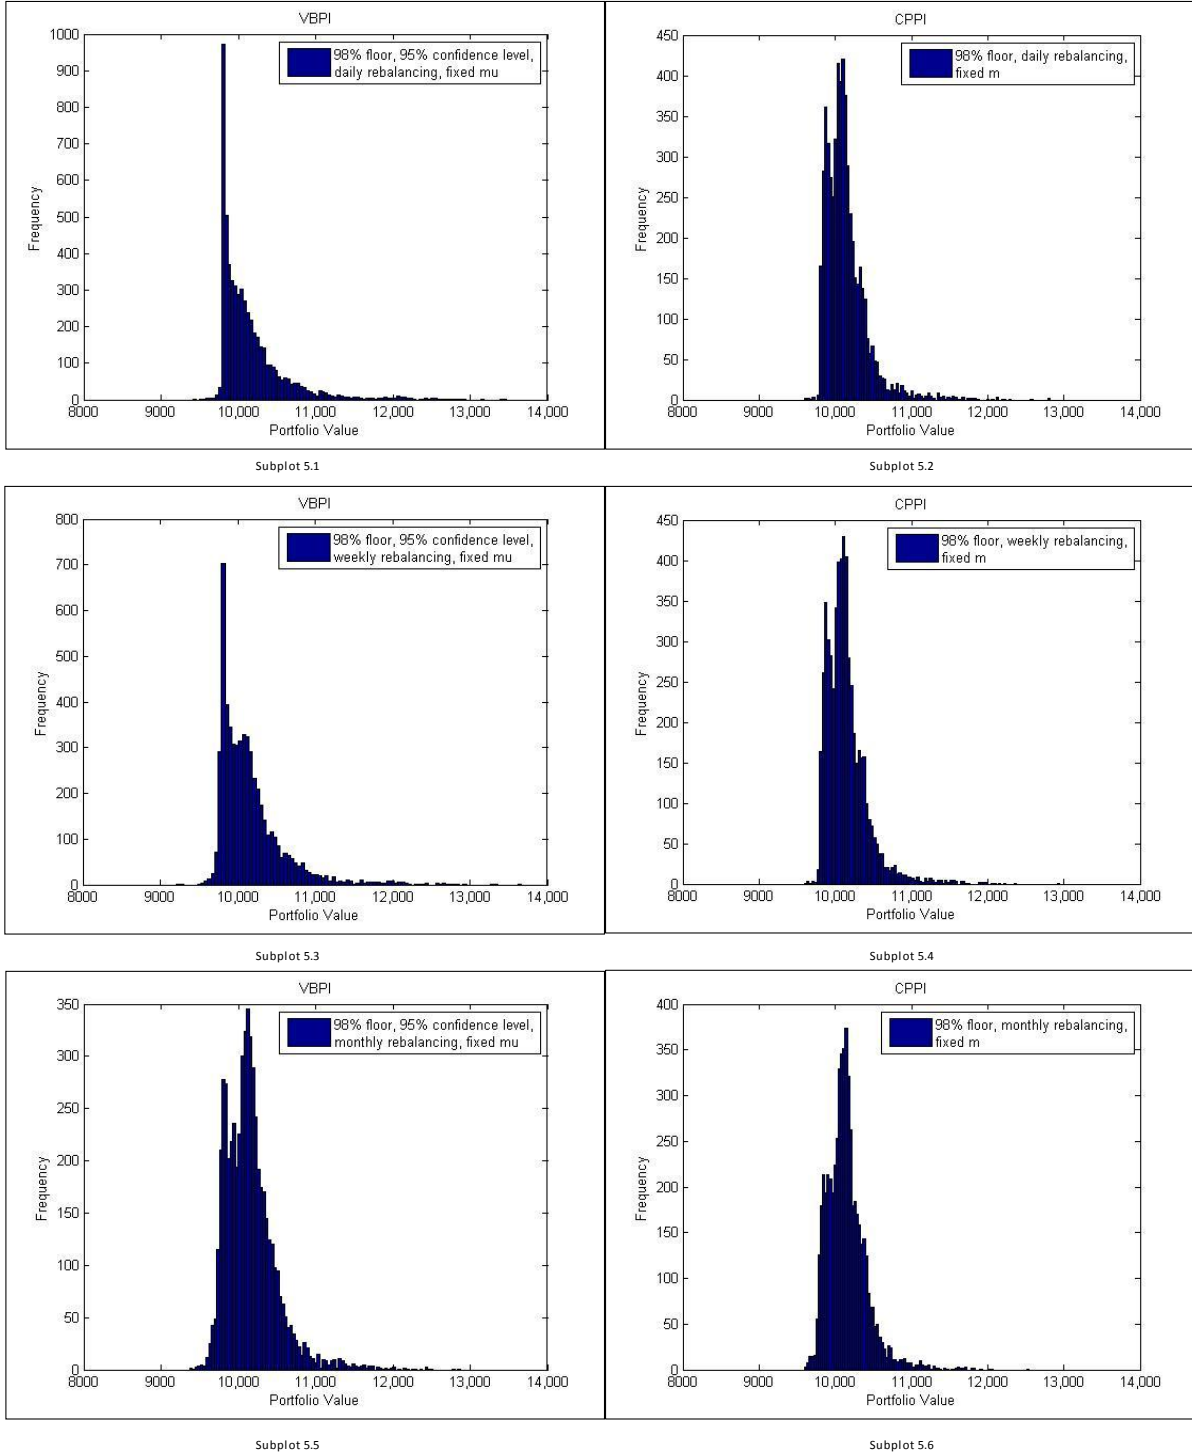 VBPI
1000
900
800
700
600
500
400
300
200
100
0
Frequency
98% floor, 95% confidence level,
daily rebalancing, fixed mu
8000 9000 10,000 11,000 12,000 13,000 14,000
Portfolio Value
Subplot 5.1
CPPI
450
400
350
300
250
200
150
100
50
0
Frequency
98% floor, daily rebalancing,
fixed m
8000 9000 10,000 11,000 12,000 13,000 14,000
Portfolio Value
Subplot 5.2
VBPI
800
700
600
500
400
300
200
100
0
Frequency
98% floor, 95% confidence level,
weekly rebalancing, fixed mu
8000 9000 10,000 11,000 12,000 13,000 14,000
Portfolio Value
Subplot 5.3
CPPI
450
400
350
300
250
200
150
100
50
0
Frequency
98% floor, weekly rebalancing,
fixed m
8000 9000 10,000 11,000 12,000 13,000 14,000
Portfolio Value
Subplot 5.4
VBPI
350
300
250
200
150
100
50
0
Frequency
98% floor, 95% confidence level,
monthly rebalancing, fixed mu
8000 9000 10,000 11,000 12,000 13,000 14,000
Portfolio Value
Subplot 5.5
CPPI
400
350
300
250
200
150
100
50
0
Frequency
98% floor, monthly rebalancing,
fixed m
8000 9000 10,000 11,000 12,000 13,000 14,000
Portfolio Value
Subplot 5.6